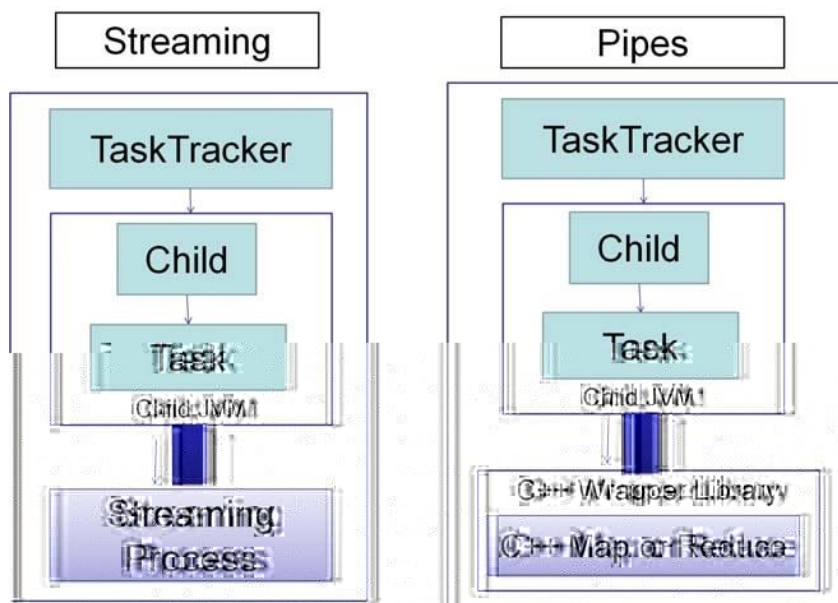 Streaming
TaskTracker
Child
Task
Child JVM
Streaming
Process
Pipes
TaskTracker
Child
Task
Child JVM
C++ Wrapper Library
C++ Map or Reduce